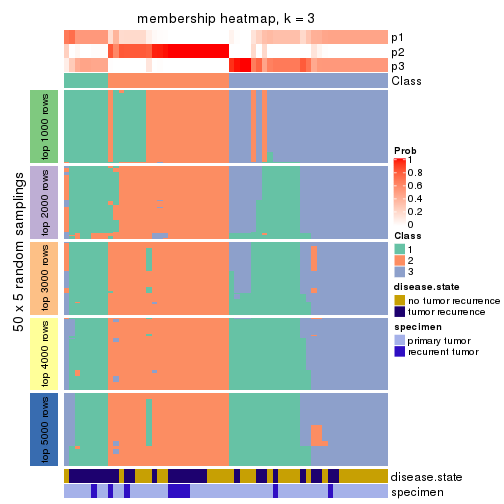 membership heatmap, k = 3
p1
p2
p3
Class
50 x 5 random samplings
top 1000 rows
top 2000 rows
top 3000 rows
top 4000 rows
top 5000 rows
disease.state
specimen
Prob
1
0.8
0.6
0.4
0.2
0
Class
1
2
3
disease.state
no tumor recurrence
tumor recurrence
specimen
primary tumor
recurrent tumor